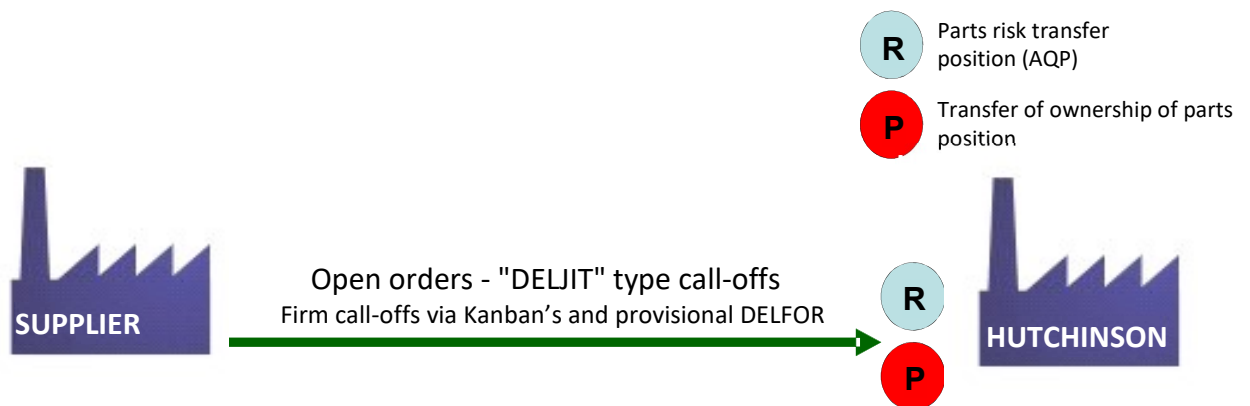 R
Parts risk transfer
position (AQP)
P
Transfer of ownership of parts
position
Open orders - "DELJIT" type call-offs
Firm call-offs via Kanban’s and provisional DELFOR
SUPPLIER
R
P
HUTCHINSON